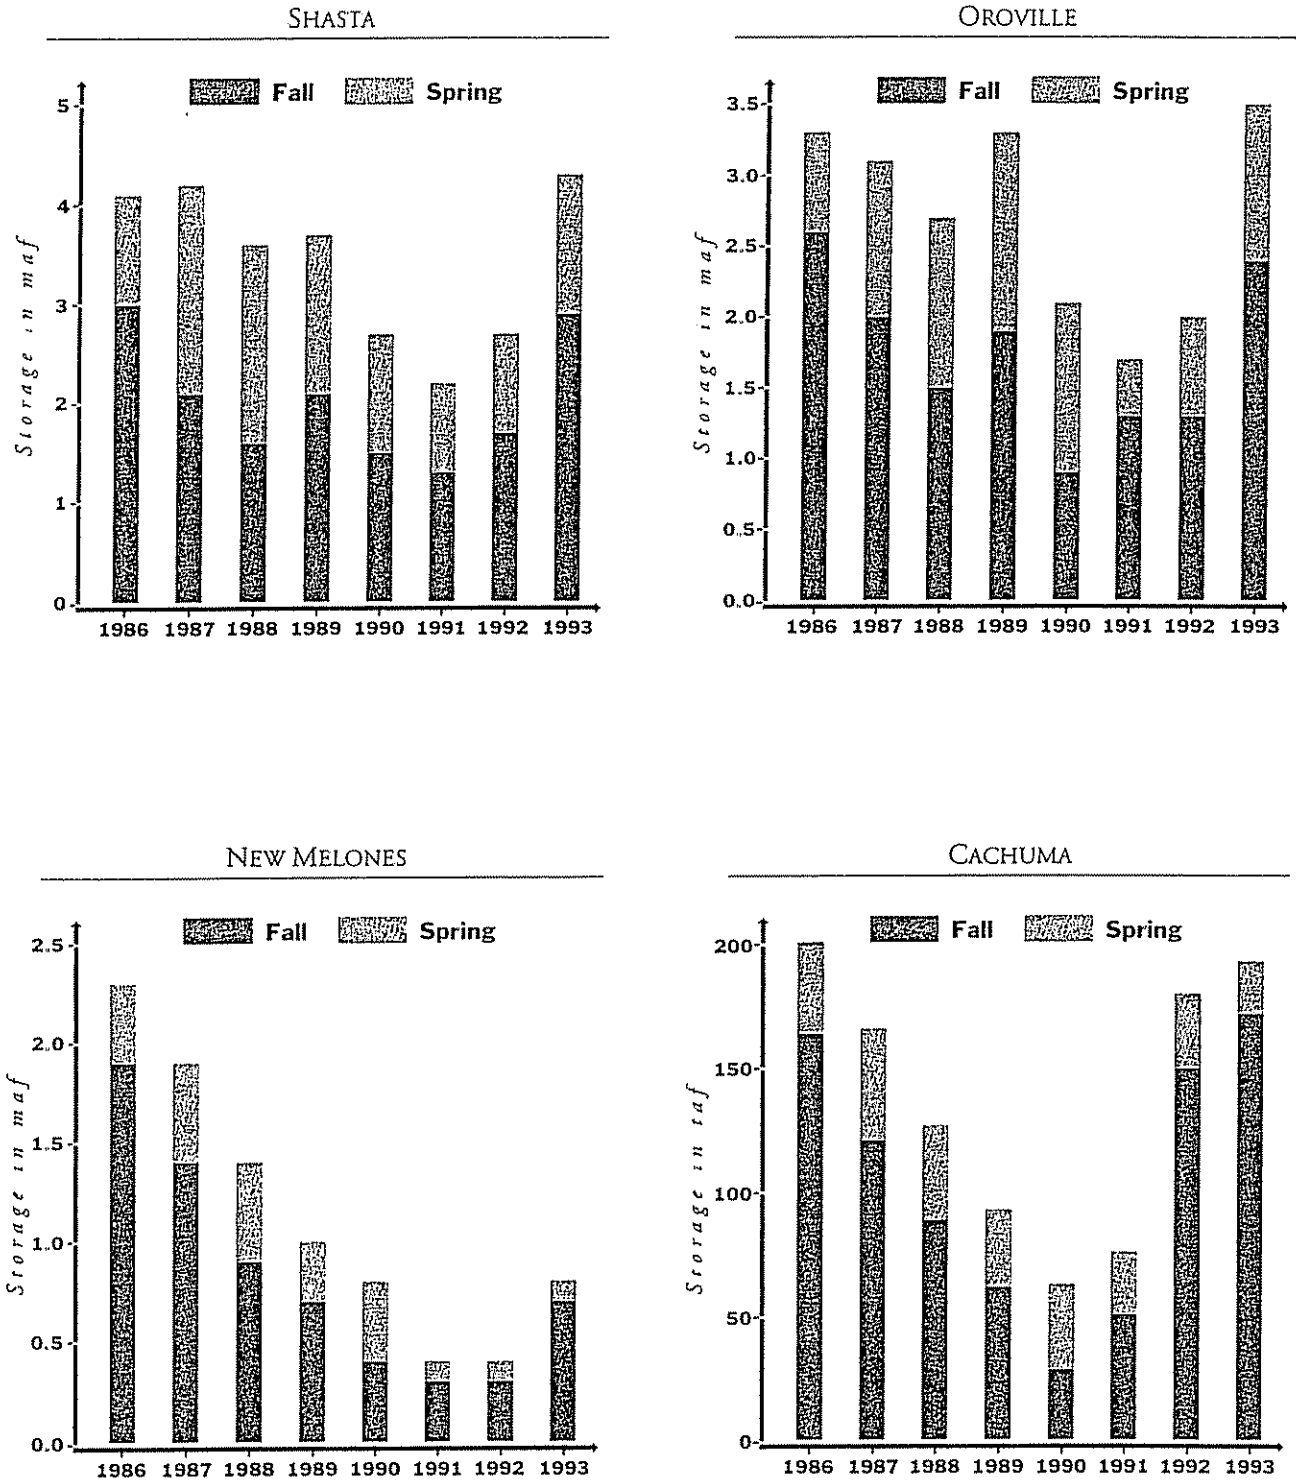 SHASTA
Fall Spring
5
4
3
2
1
0
Storage in maf
1986 1987 1988 1989 1990 1991 1992 1993
OROVILLE
Fall Spring
3.5
3.0
2.5
2.0
1.5
1.0
0.5
0.0
Storage in maf
1986 1987 1988 1989 1990 1991 1992 1993
NEW MELONES
Fall Spring
2.5
2.0
1.5
1.0
0.5
0.0
Storage in maf
1986 1987 1988 1989 1990 1991 1992 1993
CACHUMA
Fall Spring
200
150
100
50
0
Storage in taf
1986 1987 1988 1989 1990 1991 1992 1993